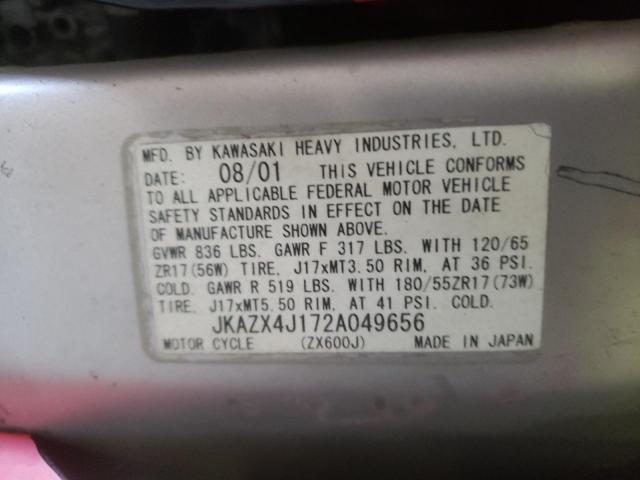 MFD. BY KAWASAKI HEAVY INDUSTRIES, LTD.
DATE: 08/01 THIS VEHICLE CONFORMS
TO ALL APPLICABLE FEDERAL MOTOR VEHICLE
SAFETY STANDARDS IN EFFECT ON THE DATE
OF MANUFACTURE SHOWN ABOVE.
GVWR 836 LBS. GAWR F 317 LBS. WITH 120/65
ZR17(56W) TIRE, J17xMT3.50 RIM, AT 36 PSI.
COLD. GAWR R 519 LBS. WITH 180/55ZR17(73W)
TIRE, J17xMT5.50 RIM, AT 41 PSI. COLD.
JKAZX4J172A049656
MOTOR CYCLE (ZX600J) MADE IN JAPAN